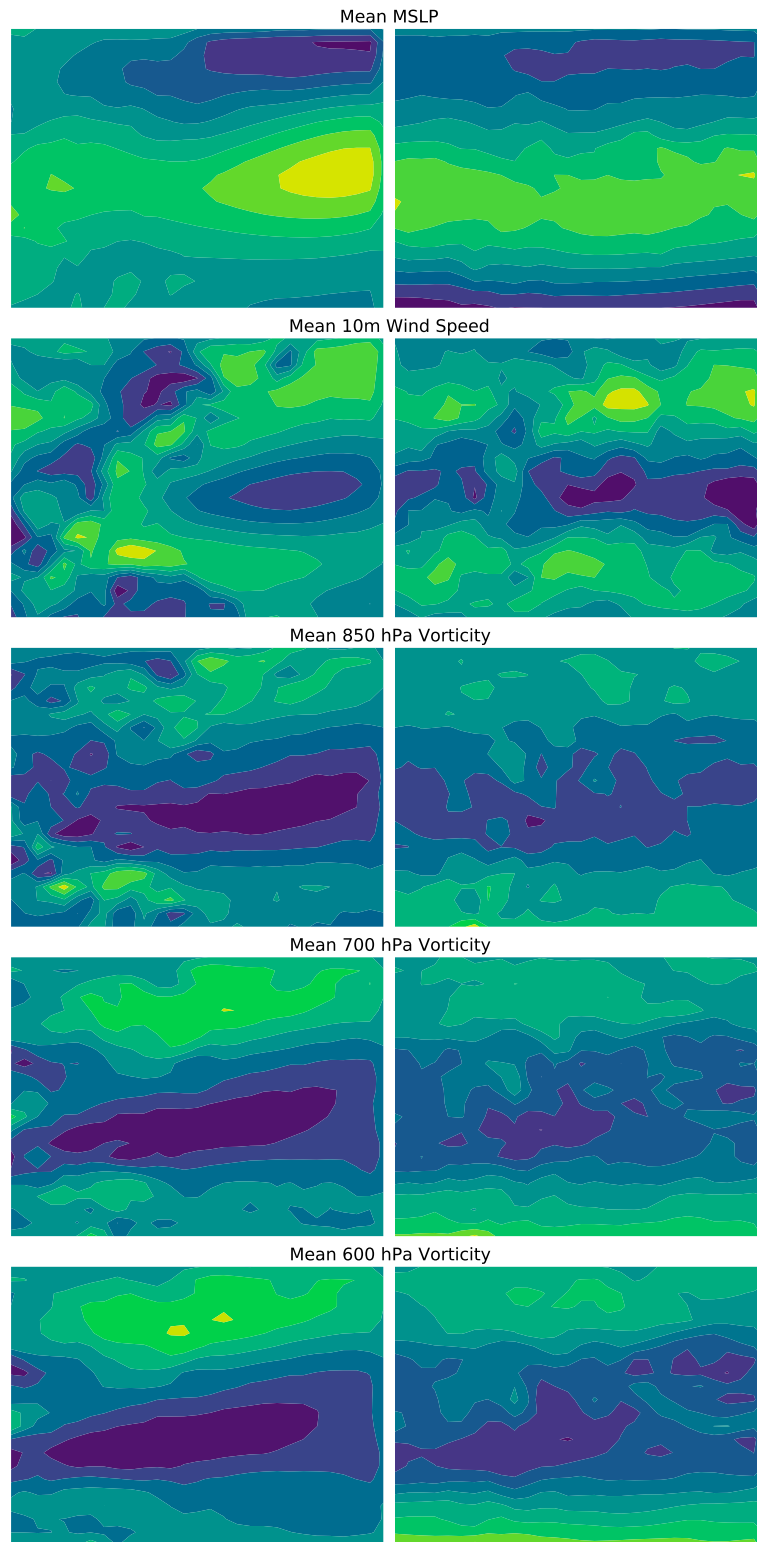 Mean MSLP
Mean 10m Wind Speed
Mean 850 hPa Vorticity
Mean 700 hPa Vorticity
Mean 600 hPa Vorticity